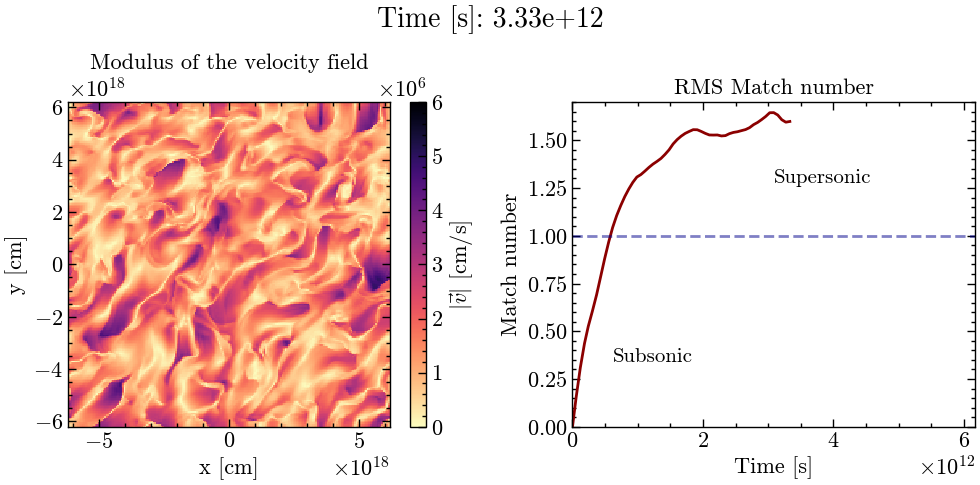 Time [s]: 3.33e+12
Modulus of the velocity field
×10^18
×10^6
6
4
2
0
−2
−4
−6
y [cm]
−5 0 5
x [cm]
×10^18
6
5
4
3
2
1
0
|v⃗| [cm/s]
RMS Match number
1.50
1.25
1.00
0.75
0.50
0.25
0.00
Match number
Supersonic
Subsonic
0 2 4 6
Time [s]
×10^12